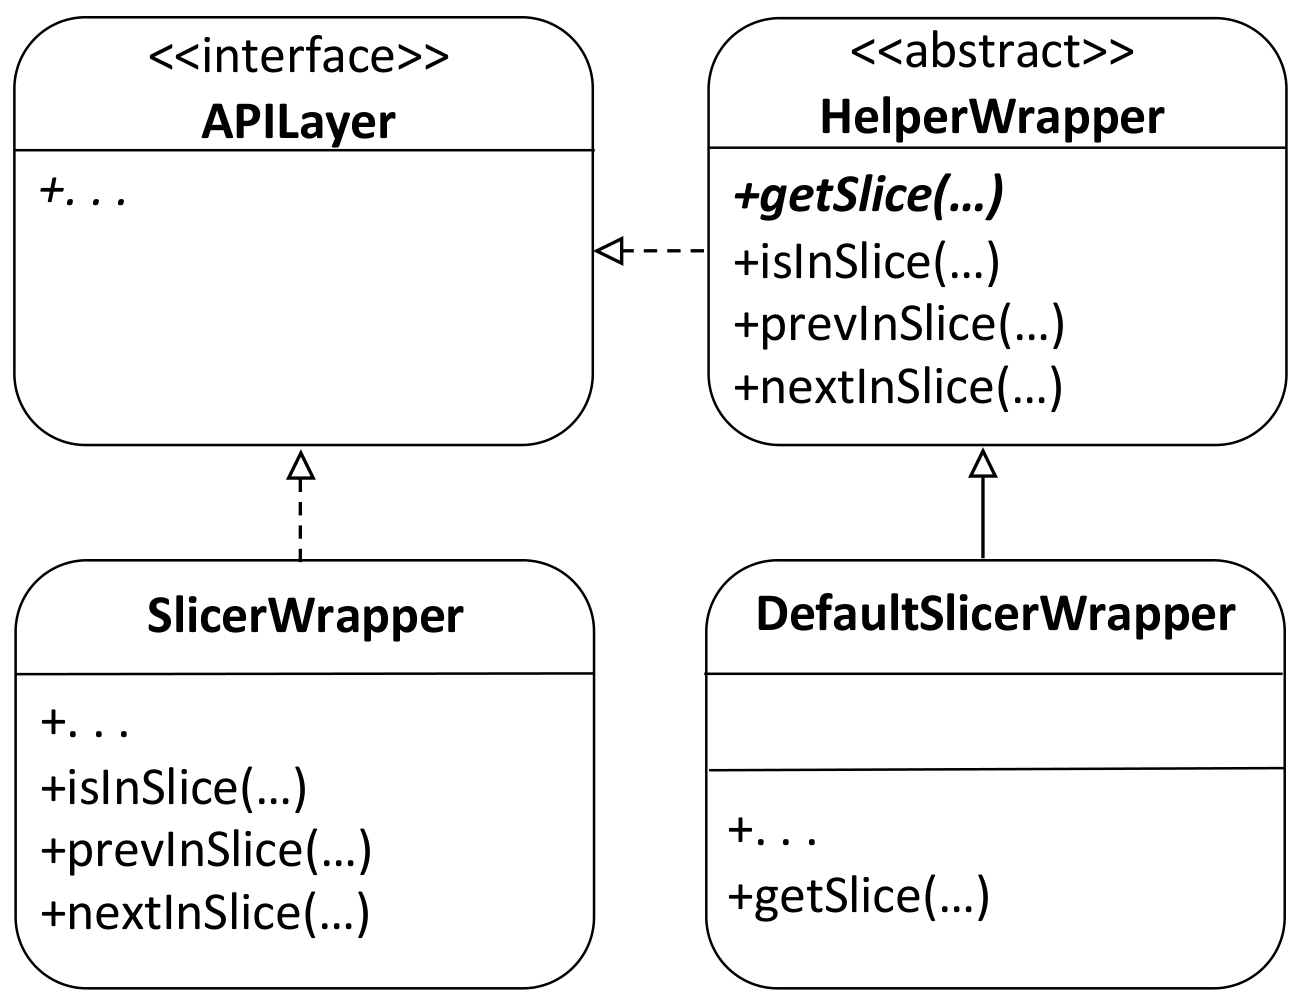 <<interface>>
APILayer
+. . .
<<abstract>>
HelperWrapper
+getSlice(...)
+isInSlice(...)
+prevInSlice(...)
+nextInSlice(...)
SlicerWrapper
+. . .
+isInSlice(...)
+prevInSlice(...)
+nextInSlice(...)
DefaultSlicerWrapper
+. . .
+getSlice(...)